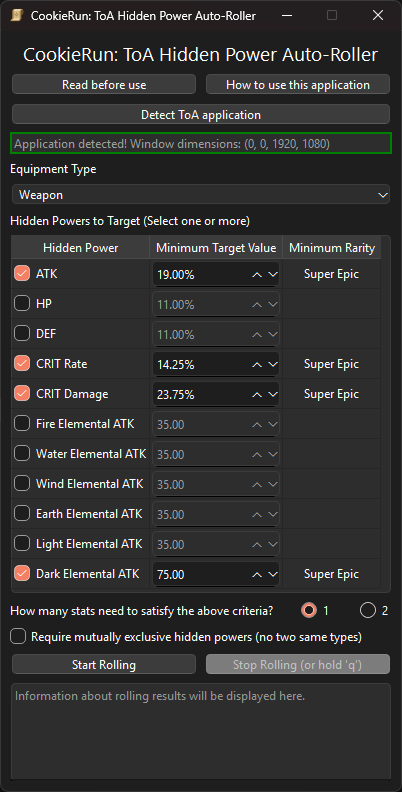 CookieRun: ToA Hidden Power Auto-Roller
CookieRun: ToA Hidden Power Auto-Roller
Read before use
How to use this application
Detect ToA application
Application detected! Window dimensions: (0, 0, 1920, 1080)
Equipment Type
Weapon
Hidden Powers to Target (Select one or more)
Hidden Power Minimum Target Value Minimum Rarity
ATK 19.00% Super Epic
HP 11.00%
DEF 11.00%
CRIT Rate 14.25% Super Epic
CRIT Damage 23.75% Super Epic
Fire Elemental ATK 35.00
Water Elemental ATK 35.00
Wind Elemental ATK 35.00
Earth Elemental ATK 35.00
Light Elemental ATK 35.00
Dark Elemental ATK 75.00 Super Epic
How many stats need to satisfy the above criteria? 1 2
Require mutually exclusive hidden powers (no two same types)
Start Rolling
Stop Rolling (or hold 'q')
Information about rolling results will be displayed here.